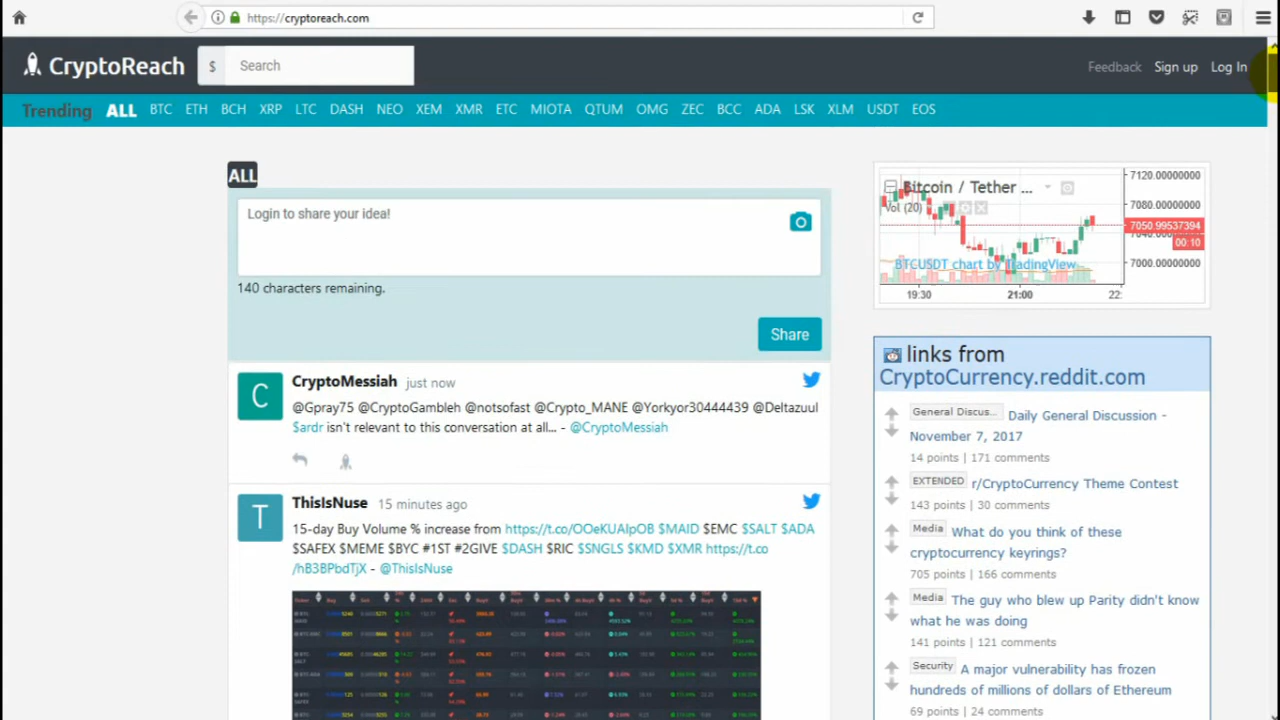 https://cryptoreach.com
CryptoReach
$ Search
Feedback Sign up Log In
Trending ALL BTC ETH BCH XRP LTC DASH NEO XEM XMR ETC MIOTA QTUM OMG ZEC BCC ADA LSK XLM USDT EOS
ALL
Login to share your idea!
140 characters remaining.
Share
CryptoMessiah just now
@Gpray75 @CryptoGambleh @notsofast @Crypto_MANE @Yorkyor30444439 @Deltazuul
$ardr isn't relevant to this conversation at all... - @CryptoMessiah
T ThisIsNuse 15 minutes ago
15-day Buy Volume % increase from https://t.co/OOeKUAlpOB $MAID $EMC $SALT $ADA
$SAFEX $MEME $BYC #1ST #2GIVE $DASH $RIC $SNGLS $KMD $XMR https://t.co
/hB3BPbdTjX - @ThisIsNuse
Bitcoin / Tether ...
Vol (20)
BTCUSDT chart by TradingView
7120.00000000
7080.00000000
7050.99537394
00:10
7000.00000000
19:30 21:00 22:
links from
CryptoCurrency.reddit.com
General Discus... Daily General Discussion -
November 7, 2017
14 points | 171 comments
EXTENDED r/CryptoCurrency Theme Contest
143 points | 30 comments
Media What do you think of these
cryptocurrency keyrings?
705 points | 166 comments
Media The guy who blew up Parity didn't know
what he was doing
141 points | 121 comments
Security A major vulnerability has frozen
hundreds of millions of dollars of Ethereum
69 points | 24 comments